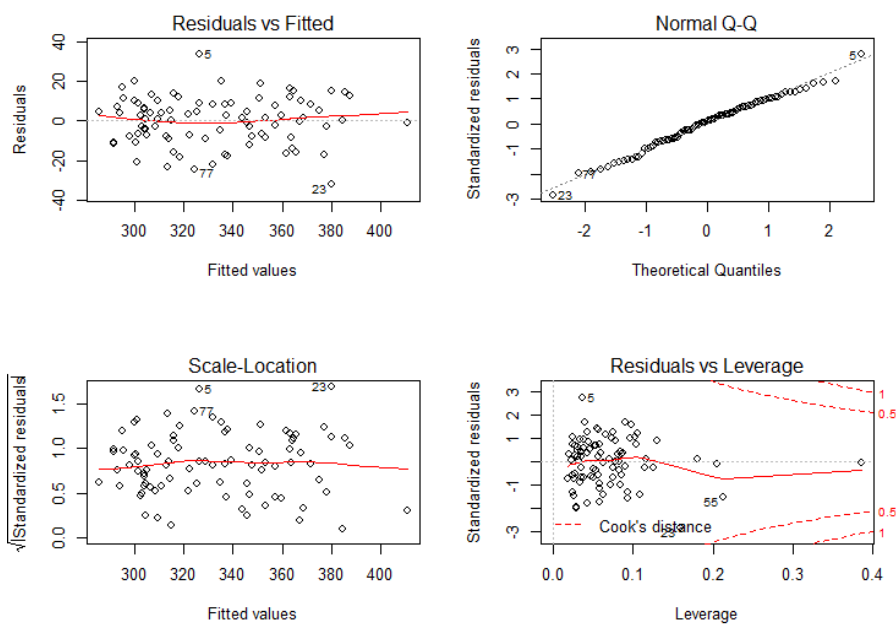 Residuals vs Fitted
Residuals
40
20
0
-20
-40
5
77
23
300 320 340 360 380 400
Fitted values
Normal Q-Q
Standardized residuals
3
2
1
0
-1
-3
5
77
23
-2 -1 0 1 2
Theoretical Quantiles
Scale-Location
√|Standardized residuals|
1.5
1.0
0.5
0.0
5
23
77
300 320 340 360 380 400
Fitted values
Residuals vs Leverage
Standardized residuals
3
2
1
0
-1
-3
5
55
23
1
0.5
0.5
1
Cook's distance
0.0 0.1 0.2 0.3 0.4
Leverage